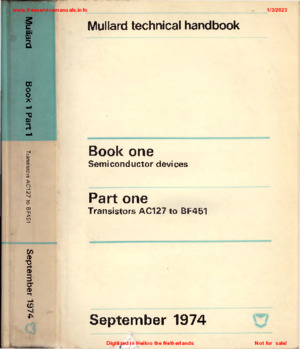 www.freeservicemanuals.info
1/3/2023
Mullard
Book 1 Part 1
Transistors AC127 to BF451
September 1974
Mullard technical handbook
Book one
Semiconductor devices
Part one
Transistors AC127 to BF451
September 1974
Digitized in Heiloo the Netherlands
Not for sale!